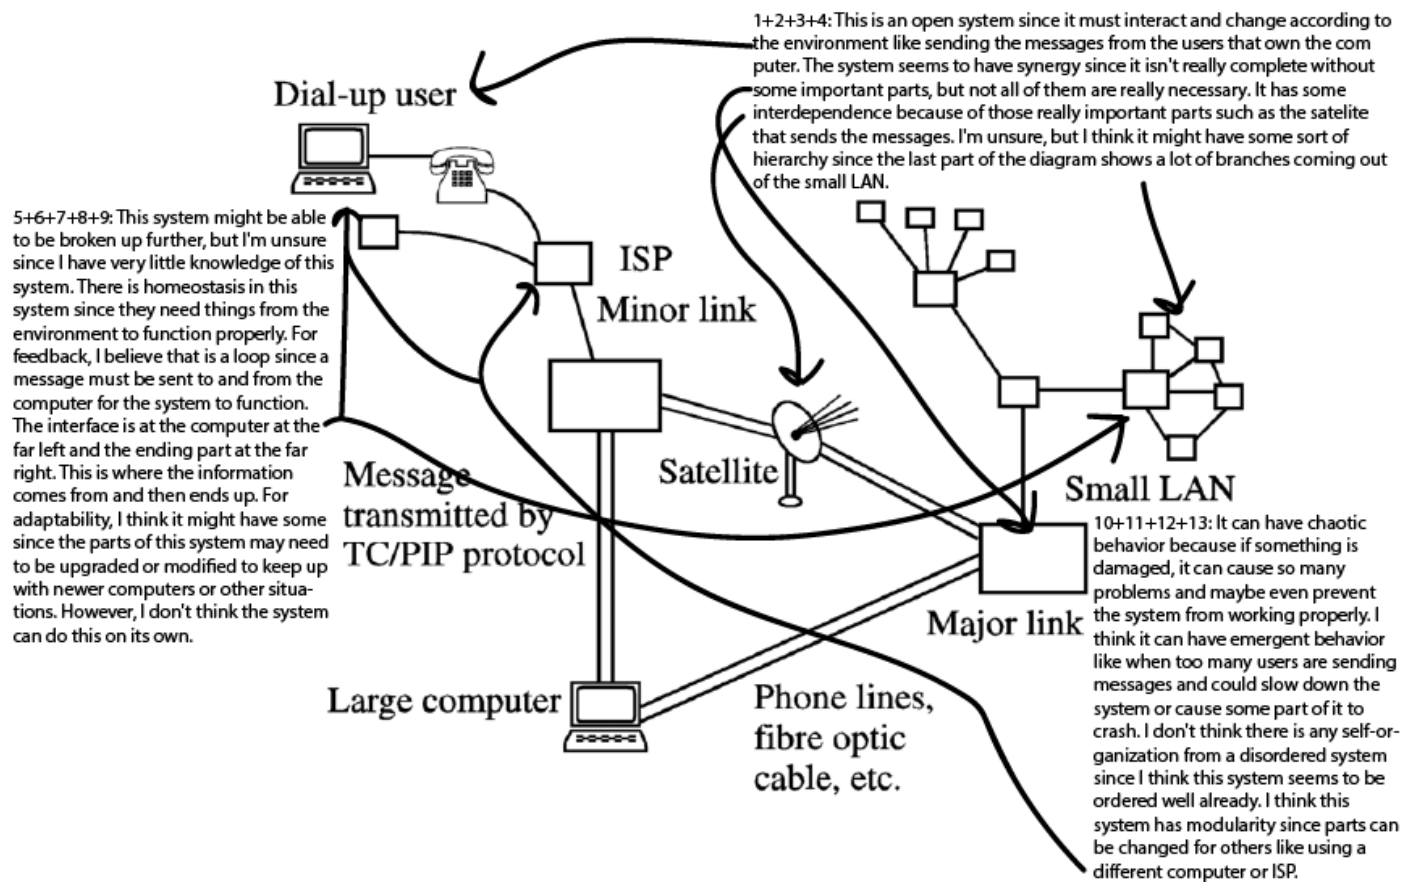 1+2+3+4: This is an open system since it must interact and change according to
the environment like sending the messages from the users that own the com
puter. The system seems to have synergy since it isn't really complete without
some important parts, but not all of them are really necessary. It has some
interdependence because of those really important parts such as the satelite
that sends the messages. I'm unsure, but I think it might have some sort of
hierarchy since the last part of the diagram shows a lot of branches coming out
of the small LAN.
Dial-up user
5+6+7+8+9: This system might be able
to be broken up further, but I'm unsure
since I have very little knowledge of this
system. There is homeostasis in this
system since they need things from the
environment to function properly. For
feedback, I believe that is a loop since a
message must be sent to and from the
computer for the system to function.
The interface is at the computer at the
far left and the ending part at the far
right. This is where the information
comes from and then ends up. For
adaptability, I think it might have some
since the parts of this system may need
to be upgraded or modified to keep up
with newer computers or other situa-
tions. However, I don't think the system
can do this on its own.
ISP
Minor link
Satellite
Message
transmitted by
TC/PIP protocol
Small LAN
Major link
Large computer
Phone lines,
fibre optic
cable, etc.
10+11+12+13: It can have chaotic
behavior because if something is
damaged, it can cause so many
problems and maybe even prevent
the system from working properly. I
think it can have emergent behavior
like when too many users are sending
messages and could slow down the
system or cause some part of it to
crash. I don't think there is any self-or-
ganization from a disordered system
since I think this system seems to be
ordered well already. I think this
system has modularity since parts can
be changed for others like using a
different computer or ISP.